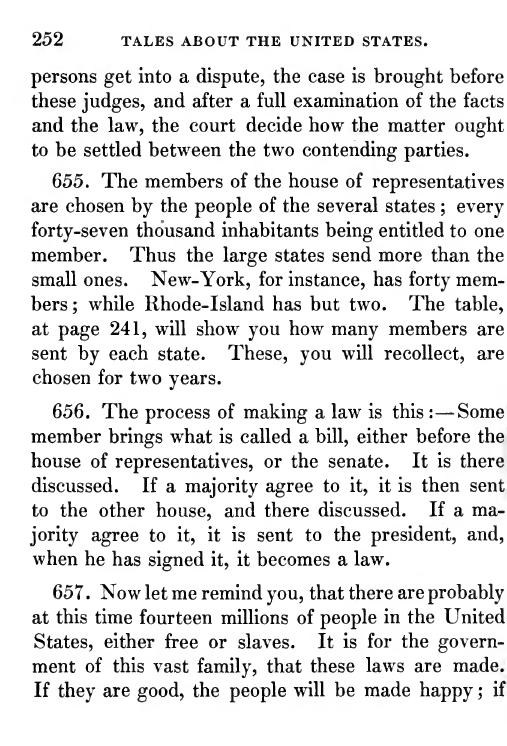 252 TALES ABOUT THE UNITED STATES.
persons get into a dispute, the case is brought before
these judges, and after a full examination of the facts
and the law, the court decide how the matter ought
to be settled between the two contending parties.
655. The members of the house of representatives
are chosen by the people of the several states; every
forty-seven thousand inhabitants being entitled to one
member. Thus the large states send more than the
small ones. New-York, for instance, has forty mem-
bers; while Rhode-Island has but two. The table,
at page 241, will show you how many members are
sent by each state. These, you will recollect, are
chosen for two years.
656. The process of making a law is this:—Some
member brings what is called a bill, either before the
house of representatives, or the senate. It is there
discussed. If a majority agree to it, it is then sent
to the other house, and there discussed. If a ma-
jority agree to it, it is sent to the president, and,
when he has signed it, it becomes a law.
657. Now let me remind you, that there are probably
at this time fourteen millions of people in the United
States, either free or slaves. It is for the govern-
ment of this vast family, that these laws are made.
If they are good, the people will be made happy; if